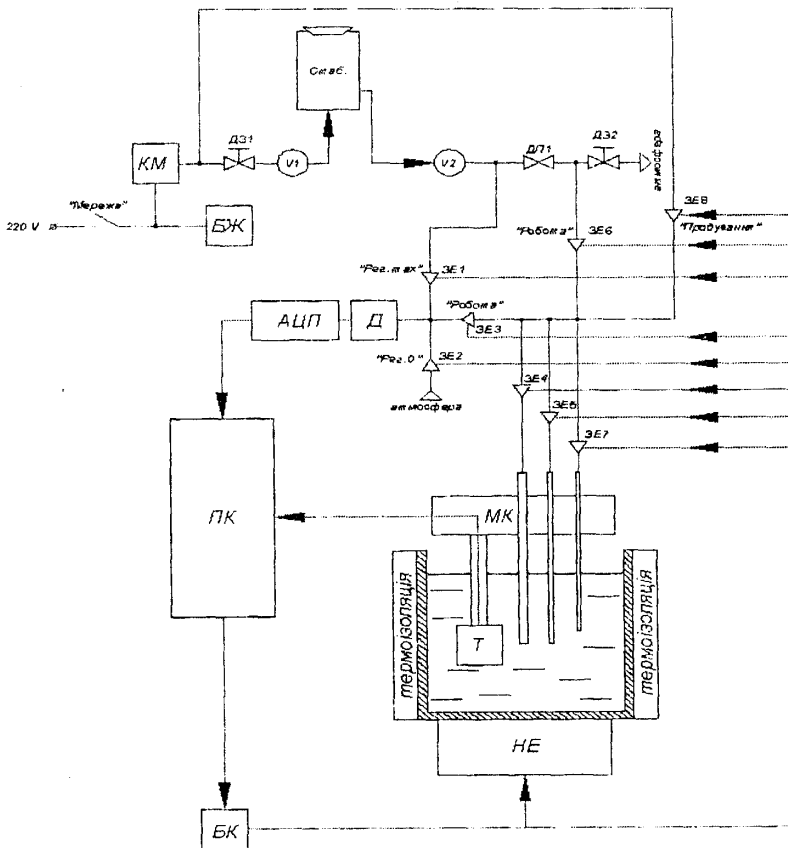 Стаб.
ДЗ1
ДЛ1
ДЗ2
атмосфера
КМ
V1
V2
"Мережа"
220 V
БЖ
ЗЕ8
"Продування"
ЗЕ6
"Робота"
"Рег.max"
ЗЕ1
АЦП
Д
"Робота"
ЗЕ3
"Рег.0"
ЗЕ2
атмосфера
ЗЕ4
ЗЕ5
ЗЕ7
ПК
МК
Т
термоізоляція
термоізоляція
НЕ
БК